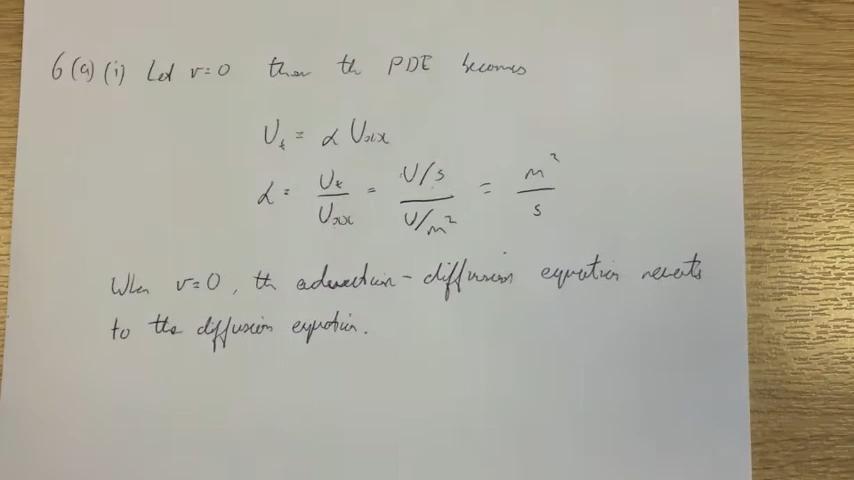 6(a)(i) Let v=0 then the PDE becomes
U_t = α U_xx
α = U_t / U_xx = U/s / U/m² = m² / s
When v=0, the advection-diffusion equation reverts
to the diffusion equation.